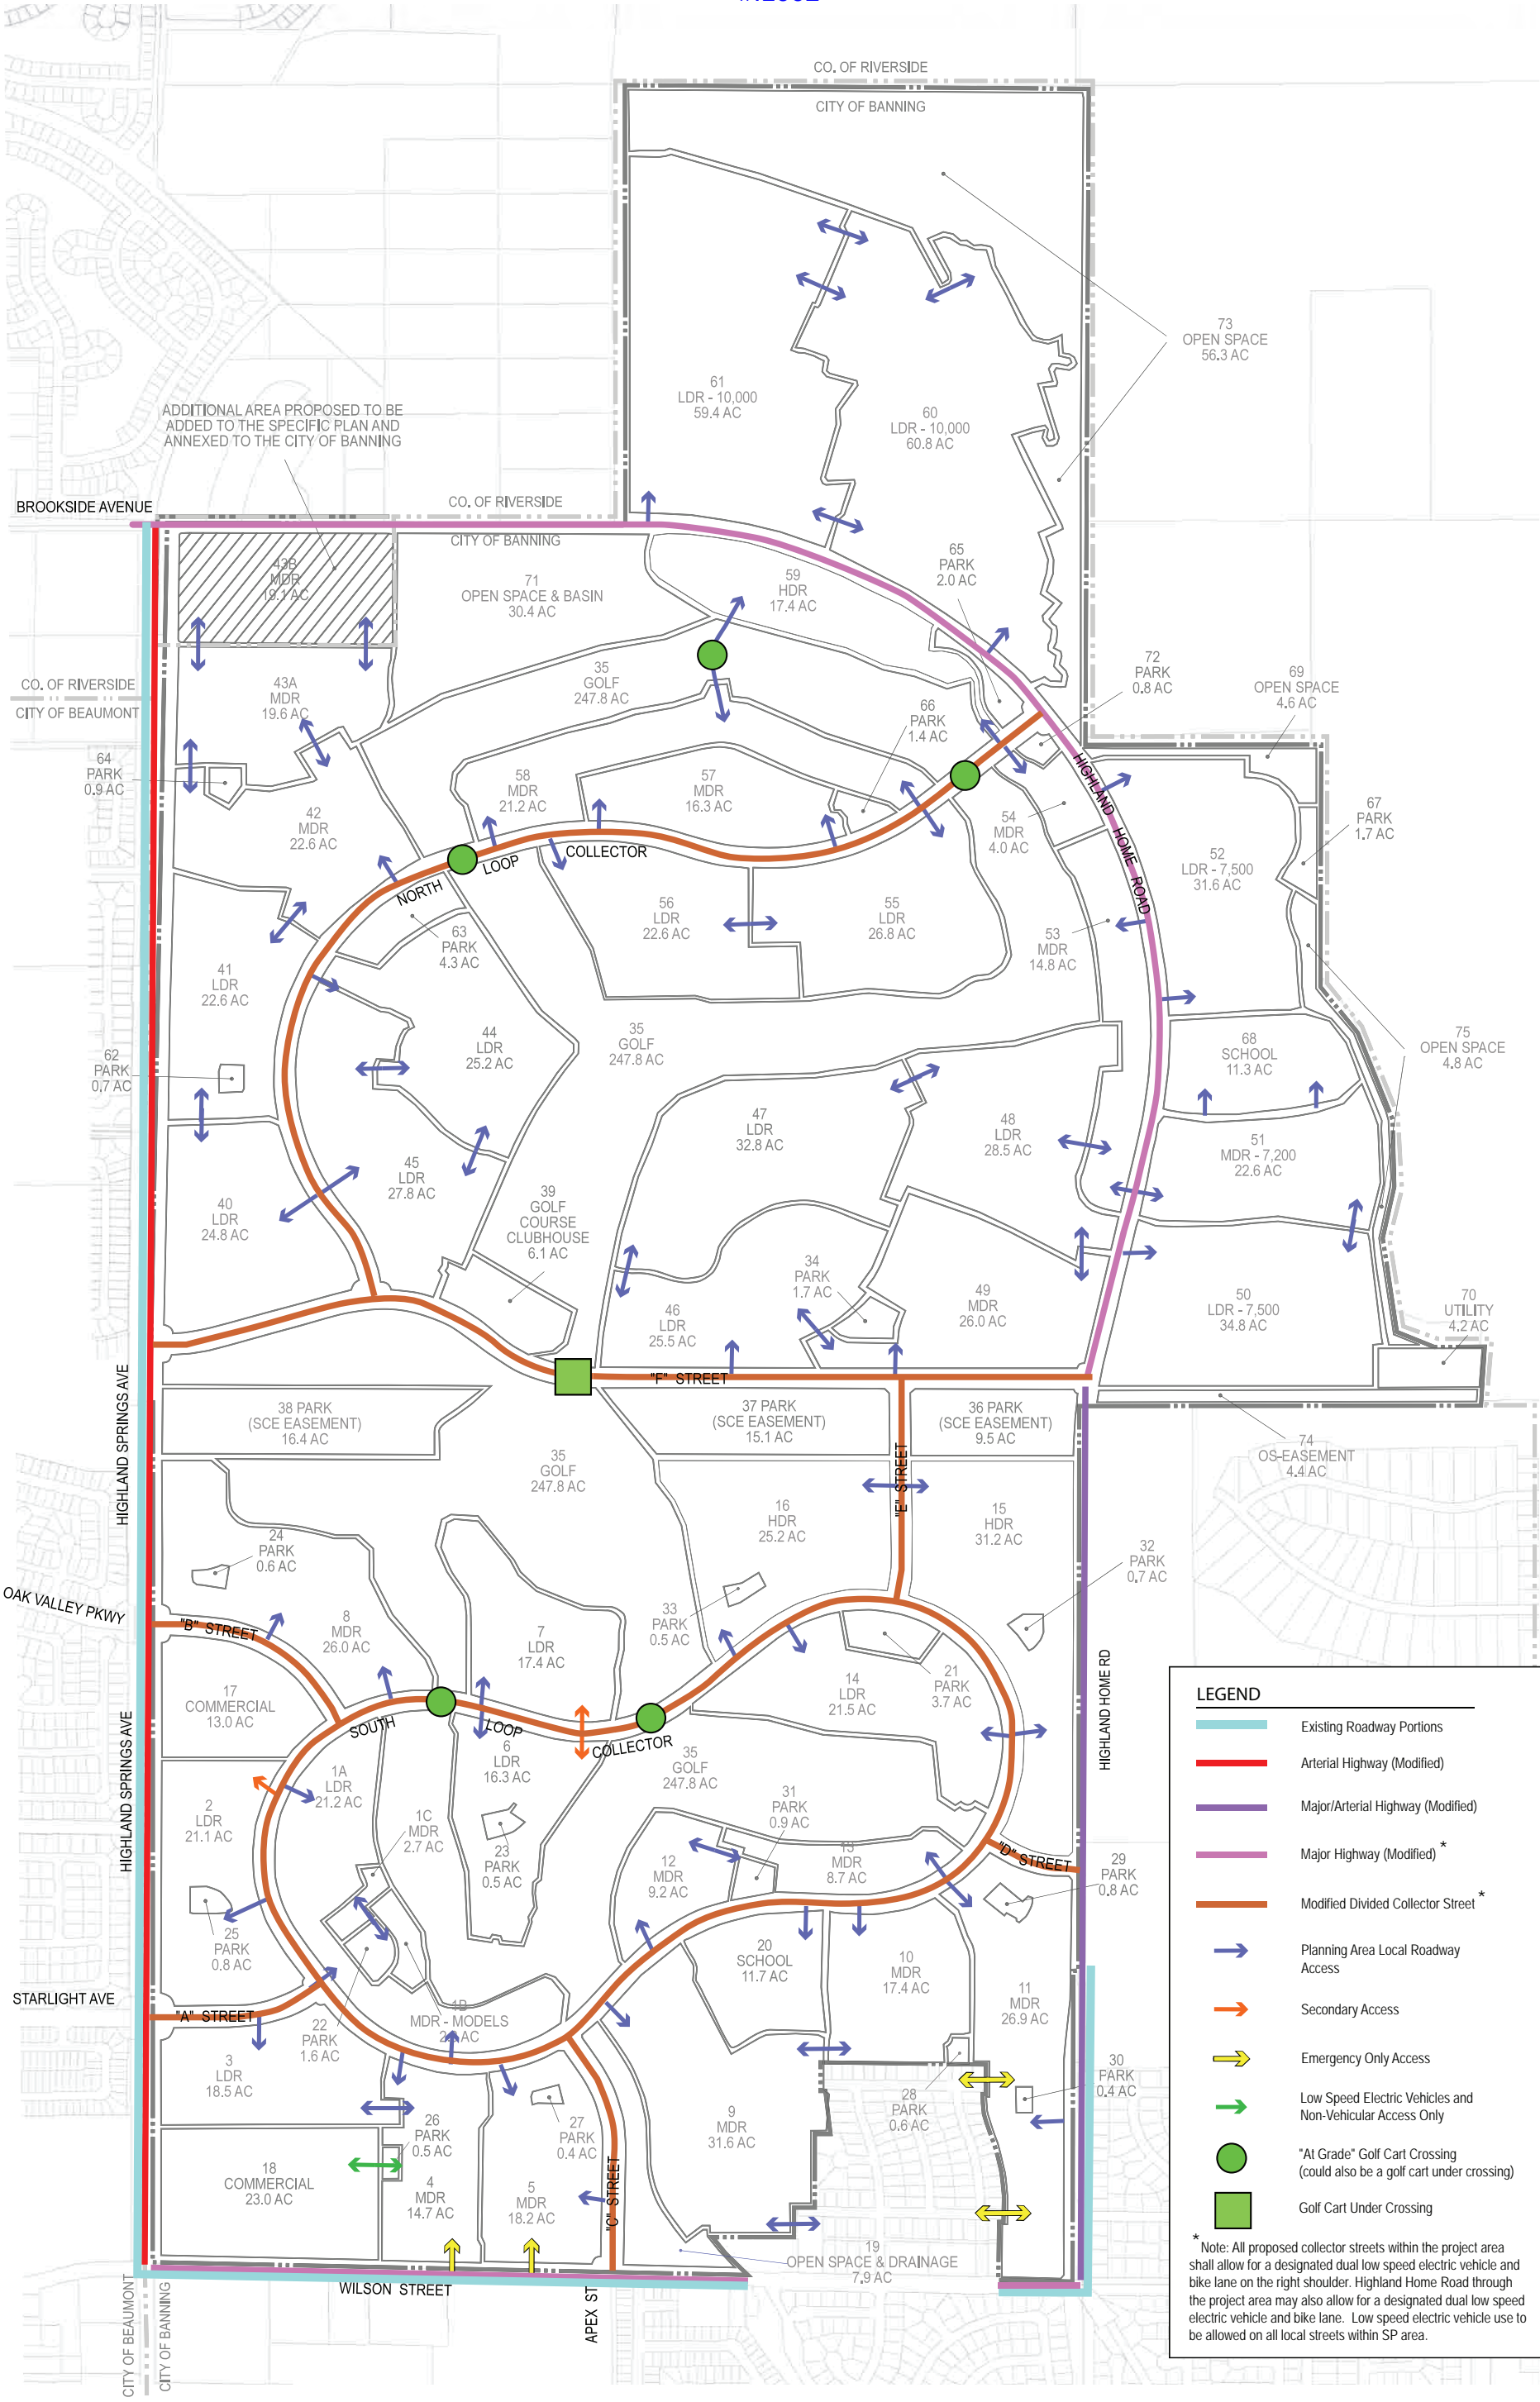 CO. OF RIVERSIDE
CITY OF BANNING
73
OPEN SPACE
56.3 AC
61
LDR - 10,000
59.4 AC
60
LDR - 10,000
60.8 AC
ADDITIONAL AREA PROPOSED TO BE
ADDED TO THE SPECIFIC PLAN AND
ANNEXED TO THE CITY OF BANNING
BROOKSIDE AVENUE
CO. OF RIVERSIDE
CITY OF BANNING
43B
MDR
19.1 AC
71
OPEN SPACE & BASIN
30.4 AC
59
HDR
17.4 AC
65
PARK
2.0 AC
72
PARK
0.8 AC
69
OPEN SPACE
4.6 AC
CO. OF RIVERSIDE
CITY OF BEAUMONT
43A
MDR
19.6 AC
35
GOLF
247.8 AC
66
PARK
1.4 AC
64
PARK
0.9 AC
58
MDR
21.2 AC
57
MDR
16.3 AC
42
MDR
22.6 AC
54
MDR
4.0 AC
67
PARK
1.7 AC
52
LDR - 7,500
31.6 AC
HIGHLAND HOME ROAD
NORTH LOOP COLLECTOR
63
PARK
4.3 AC
56
LDR
22.6 AC
55
LDR
26.8 AC
53
MDR
14.8 AC
41
LDR
22.6 AC
44
LDR
25.2 AC
35
GOLF
247.8 AC
68
SCHOOL
11.3 AC
75
OPEN SPACE
4.8 AC
62
PARK
0.7 AC
47
LDR
32.8 AC
48
LDR
28.5 AC
51
MDR - 7,200
22.6 AC
45
LDR
27.8 AC
40
LDR
24.8 AC
39
GOLF
COURSE
CLUBHOUSE
6.1 AC
34
PARK
1.7 AC
46
LDR
25.5 AC
49
MDR
26.0 AC
50
LDR - 7,500
34.8 AC
70
UTILITY
4.2 AC
"F" STREET
HIGHLAND SPRINGS AVE
38 PARK
(SCE EASEMENT)
16.4 AC
37 PARK
(SCE EASEMENT)
15.1 AC
36 PARK
(SCE EASEMENT)
9.5 AC
74
OS-EASEMENT
4.4 AC
35
GOLF
247.8 AC
"E" STREET
16
HDR
25.2 AC
15
HDR
31.2 AC
24
PARK
0.6 AC
32
PARK
0.7 AC
OAK VALLEY PKWY
"B" STREET
8
MDR
26.0 AC
7
LDR
17.4 AC
33
PARK
0.5 AC
21
PARK
3.7 AC
14
LDR
21.5 AC
17
COMMERCIAL
13.0 AC
SOUTH LOOP COLLECTOR
HIGHLAND HOME RD
HIGHLAND SPRINGS AVE
6
LDR
16.3 AC
35
GOLF
247.8 AC
1A
LDR
21.2 AC
2
LDR
21.1 AC
1C
MDR
2.7 AC
31
PARK
0.9 AC
23
PARK
0.5 AC
12
MDR
9.2 AC
13
MDR
8.7 AC
"D" STREET
29
PARK
0.8 AC
25
PARK
0.8 AC
20
SCHOOL
11.7 AC
10
MDR
17.4 AC
11
MDR
26.9 AC
STARLIGHT AVE
"A" STREET
22
PARK
1.6 AC
1B
MDR - MODELS
AC
3
LDR
18.5 AC
30
PARK
0.4 AC
28
PARK
0.6 AC
26
PARK
0.5 AC
27
PARK
0.4 AC
9
MDR
31.6 AC
18
COMMERCIAL
23.0 AC
4
MDR
14.7 AC
5
MDR
18.2 AC
"C" STREET
19
OPEN SPACE & DRAINAGE
7.9 AC
WILSON STREET
APEX ST
CITY OF BEAUMONT
CITY OF BANNING
LEGEND
Existing Roadway Portions
Arterial Highway (Modified)
Major/Arterial Highway (Modified)
Major Highway (Modified) *
Modified Divided Collector Street *
Planning Area Local Roadway
Access
Secondary Access
Emergency Only Access
Low Speed Electric Vehicles and
Non-Vehicular Access Only
"At Grade" Golf Cart Crossing
(could also be a golf cart under crossing)
Golf Cart Under Crossing
* Note: All proposed collector streets within the project area
shall allow for a designated dual low speed electric vehicle and
bike lane on the right shoulder. Highland Home Road through
the project area may also allow for a designated dual low speed
electric vehicle and bike lane. Low speed electric vehicle use to
be allowed on all local streets within SP area.